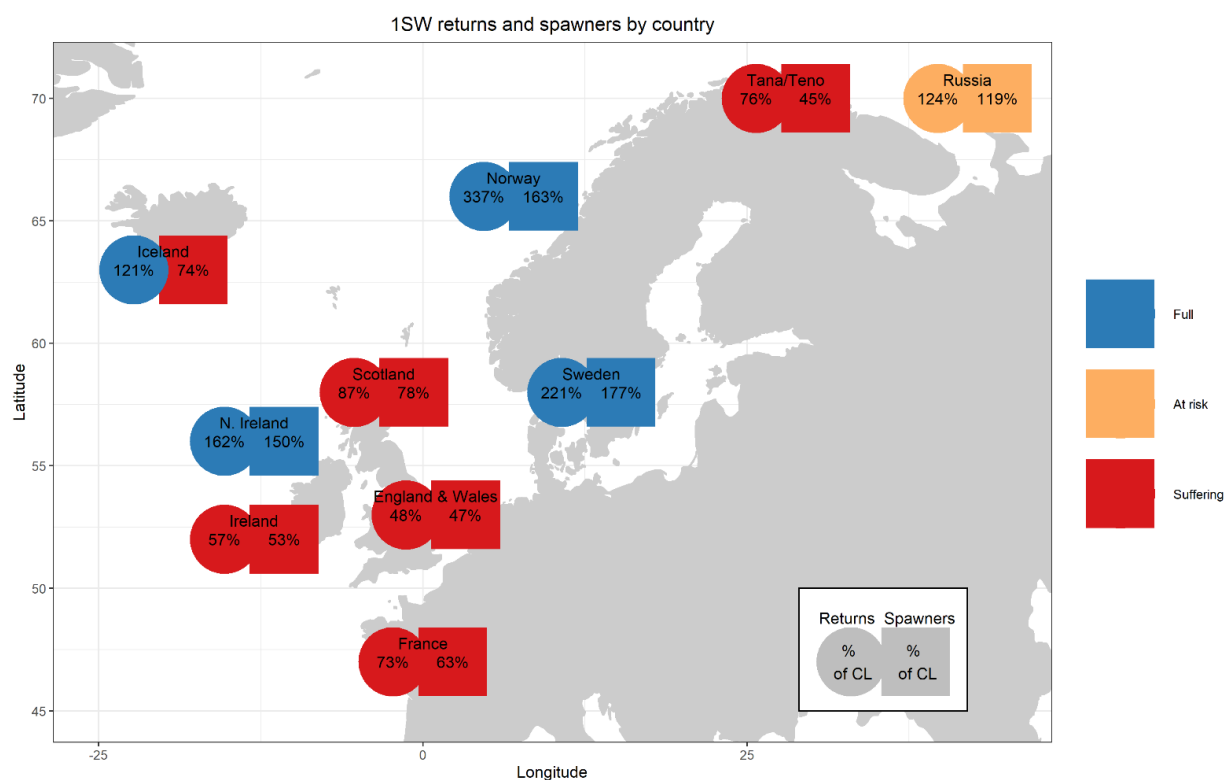 1SW returns and spawners by country
Latitude
70
65
60
55
50
45
Tana/Teno
76% 45%
Russia
124% 119%
Norway
337% 163%
Iceland
121% 74%
Scotland
87% 78%
Sweden
221% 177%
N. Ireland
162% 150%
England & Wales
48% 47%
Ireland
57% 53%
France
73% 63%
Returns Spawners
% %
of CL of CL
-25 0 25
Longitude
Full
At risk
Suffering